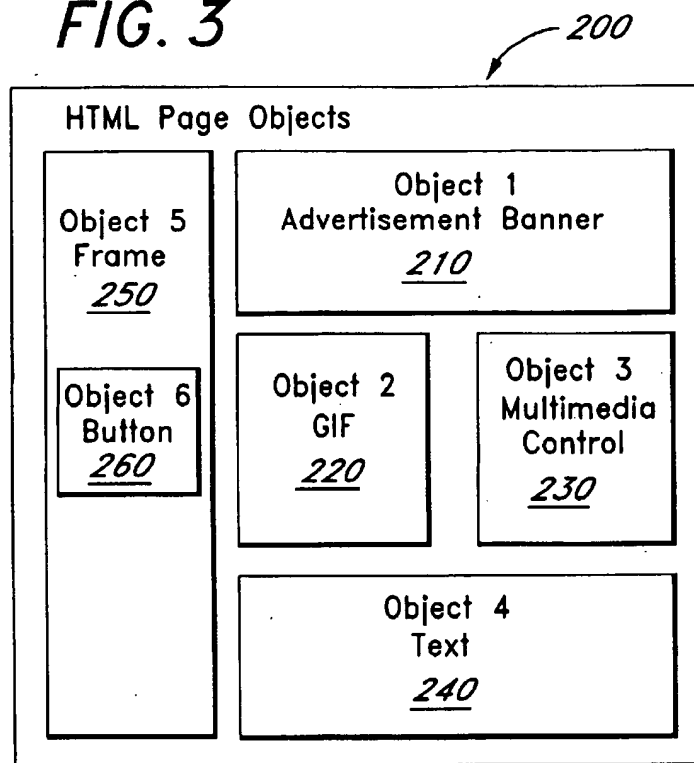 FIG. 3
200
HTML Page Objects
Object 5
Frame
250
Object 6
Button
260
Object 1
Advertisement Banner
210
Object 2
GIF
220
Object 3
Multimedia
Control
230
Object 4
Text
240